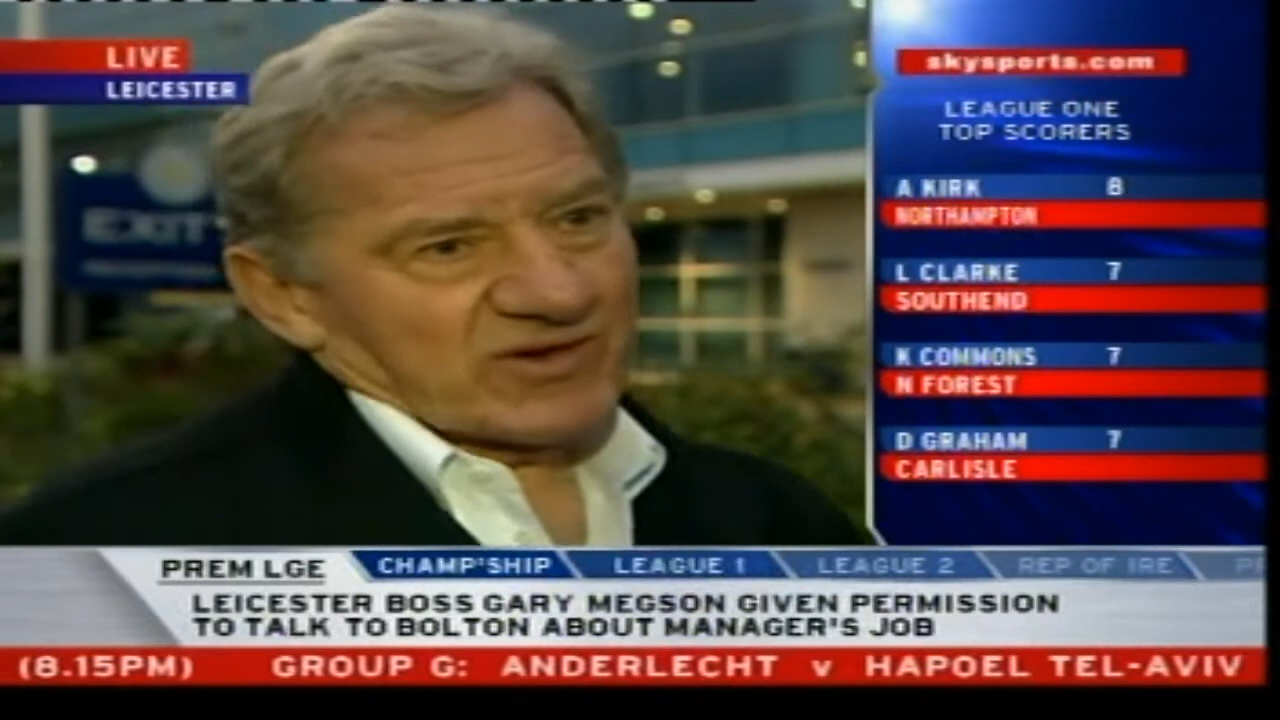 LIVE
LEICESTER
EXIT
skysports.com
LEAGUE ONE
TOP SCORERS
A KIRK 8
NORTHAMPTON
L CLARKE 7
SOUTHEND
K COMMONS 7
N FOREST
D GRAHAM 7
CARLISLE
PREM LGE CHAMP'SHIP LEAGUE 1 LEAGUE 2 REP OF IRE
LEICESTER BOSS GARY MEGSON GIVEN PERMISSION
TO TALK TO BOLTON ABOUT MANAGER'S JOB
(8.15PM) GROUP G: ANDERLECHT v HAPOEL TEL-AVIV